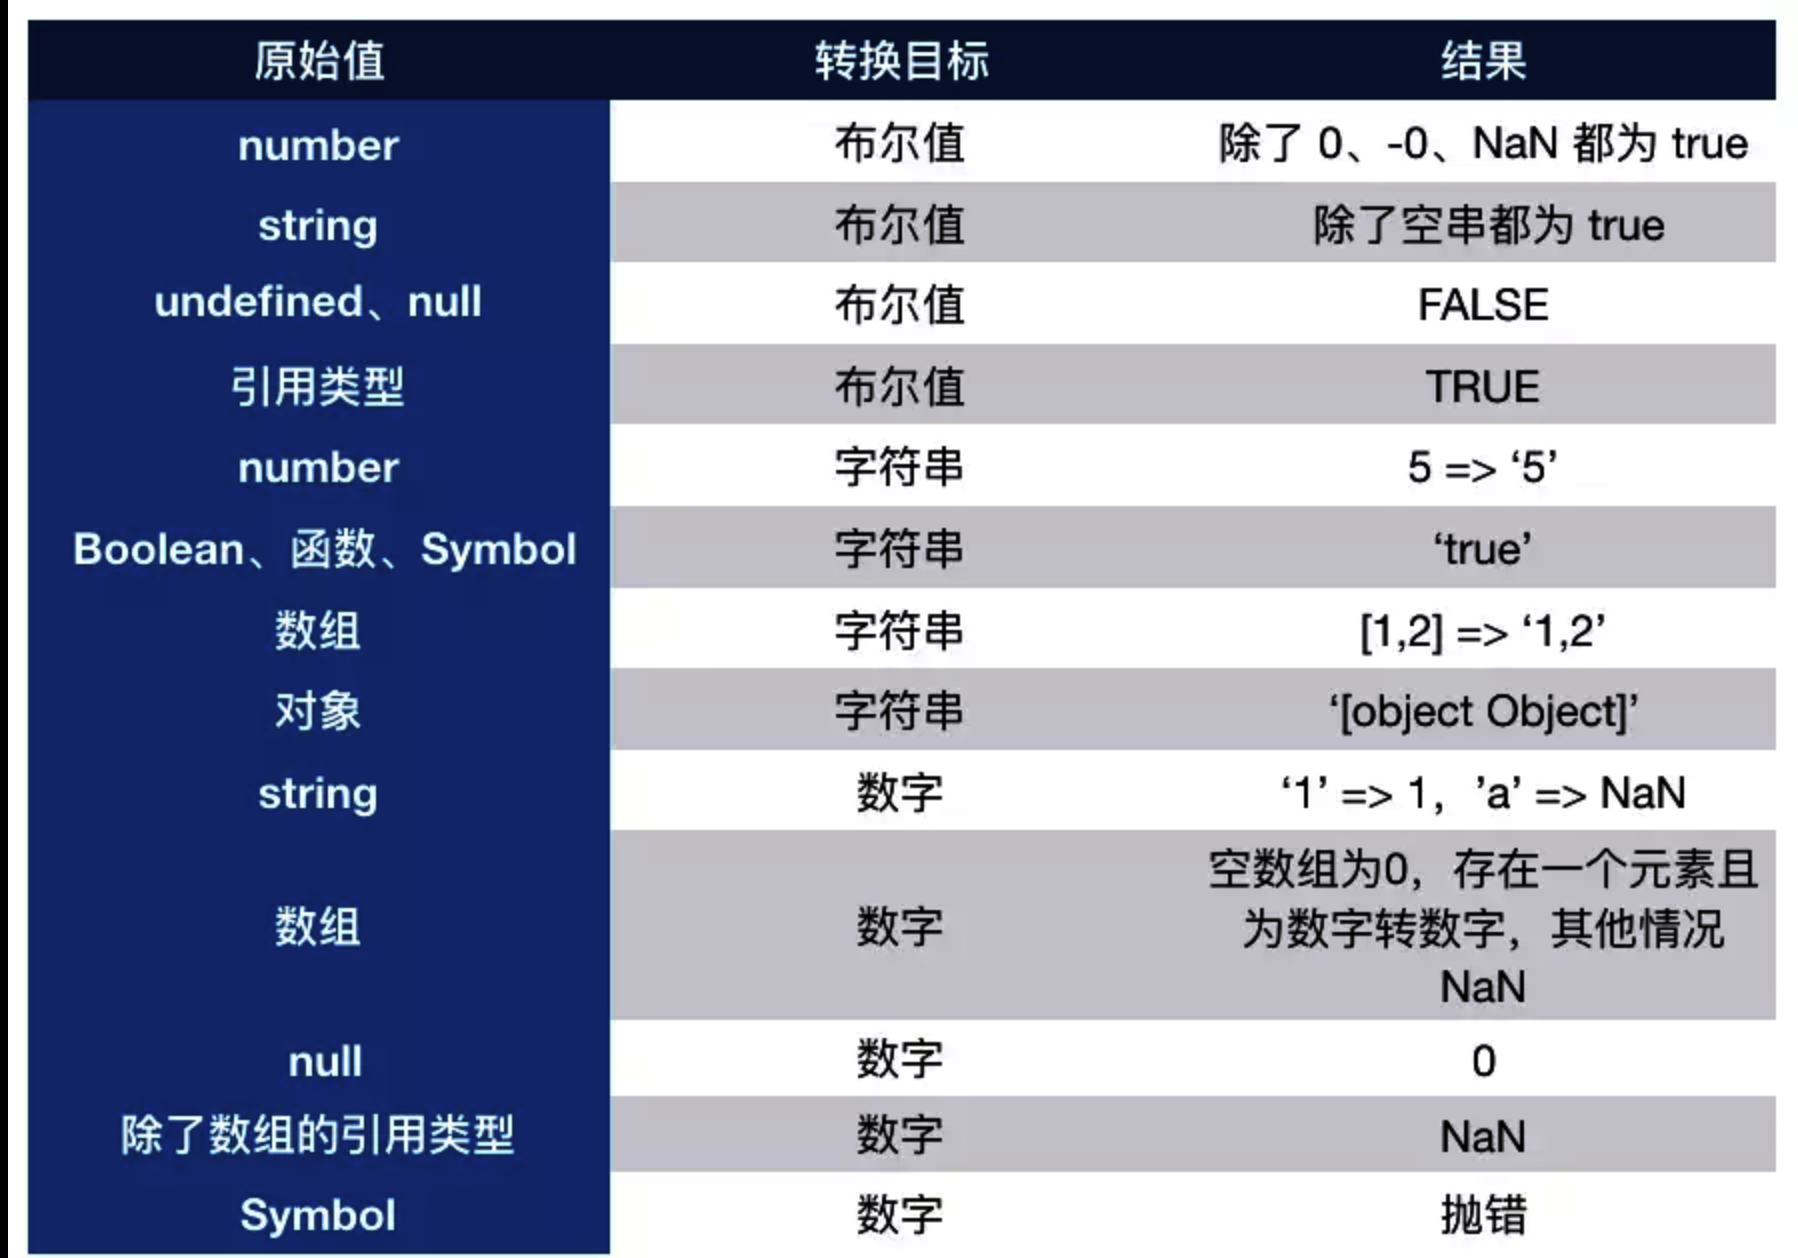 原始值 转换目标 结果
number 布尔值 除了 0、-0、NaN 都为 true
string 布尔值 除了空串都为 true
undefined、null 布尔值 FALSE
引用类型 布尔值 TRUE
number 字符串 5 => ‘5’
Boolean、函数、Symbol 字符串 ‘true’
数组 字符串 [1,2] => ‘1,2’
对象 字符串 ‘[object Object]’
string 数字 ‘1’ => 1，’a’ => NaN
数组 数字 空数组为0，存在一个元素且
为数字转数字，其他情况
NaN
null 数字 0
除了数组的引用类型 数字 NaN
Symbol 数字 抛错